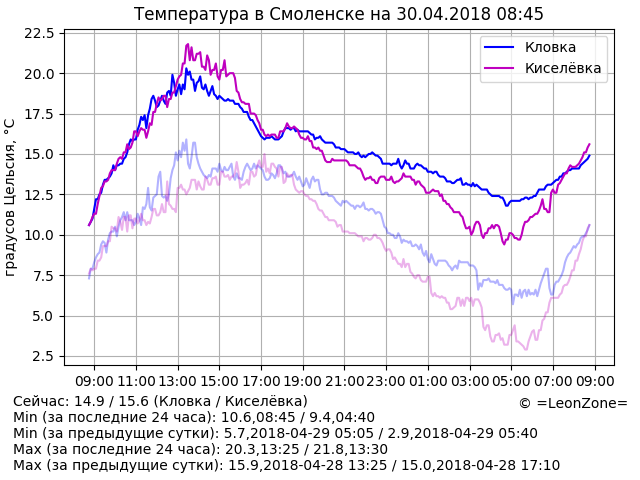 Температура в Смоленске на 30.04.2018 08:45
22.5
20.0
17.5
15.0
12.5
10.0
7.5
5.0
2.5
градусов Цельсия, °C
Кловка
Киселёвка
09:00 11:00 13:00 15:00 17:00 19:00 21:00 23:00 01:00 03:00 05:00 07:00 09:00
Сейчас: 14.9 / 15.6 (Кловка / Киселёвка)
© =LeonZone=
Min (за последние 24 часа): 10.6,08:45 / 9.4,04:40
Min (за предыдущие сутки): 5.7,2018-04-29 05:05 / 2.9,2018-04-29 05:40
Max (за последние 24 часа): 20.3,13:25 / 21.8,13:30
Max (за предыдущие сутки): 15.9,2018-04-28 13:25 / 15.0,2018-04-28 17:10